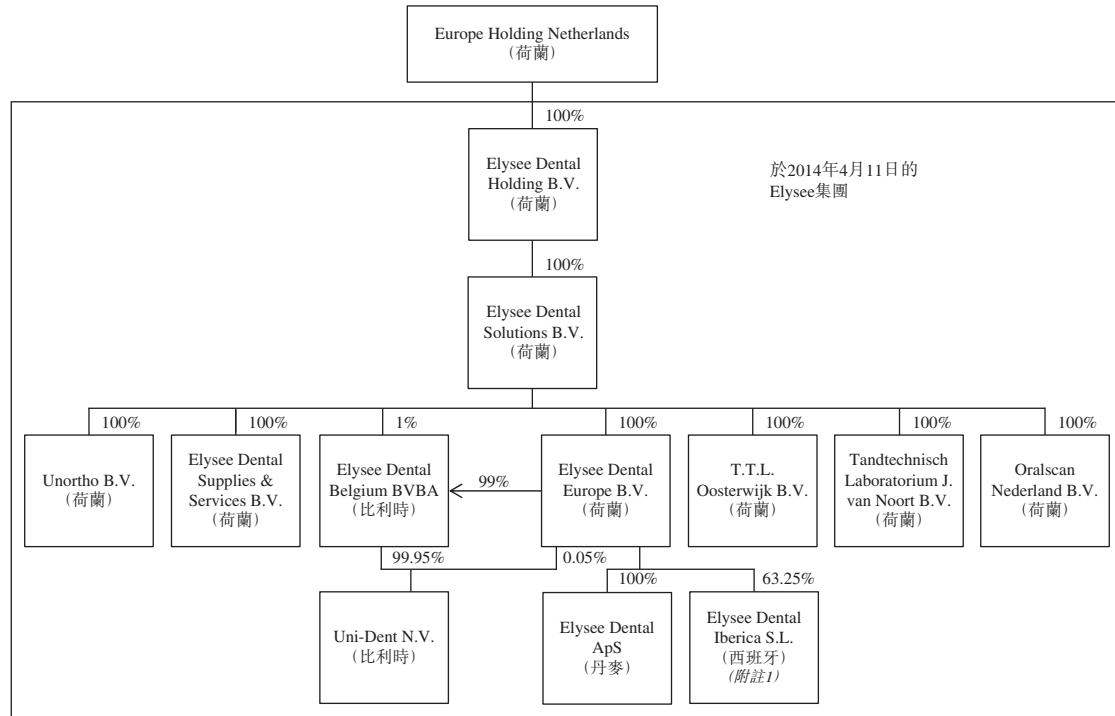 Europe Holding Netherlands
(荷蘭)
100%
Elysee Dental
Holding B.V.
(荷蘭)
於2014年4月11日的
Elysee集團
100%
Elysee Dental
Solutions B.V.
(荷蘭)
100%
100%
1%
100%
100%
100%
100%
Unortho B.V.
(荷蘭)
Elysee Dental
Supplies &
Services B.V.
(荷蘭)
Elysee Dental
Belgium BVBA
(比利時)
99%
Elysee Dental
Europe B.V.
(荷蘭)
T.T.L.
Oosterwijk B.V.
(荷蘭)
Tandtechnisch
Laboratorium J.
van Noort B.V.
(荷蘭)
Oralscan
Nederland B.V.
(荷蘭)
99.95%
0.05%
100%
63.25%
Uni-Dent N.V.
(比利時)
Elysee Dental
ApS
(丹麥)
Elysee Dental
Iberica S.L.
(西班牙)
(附註1)